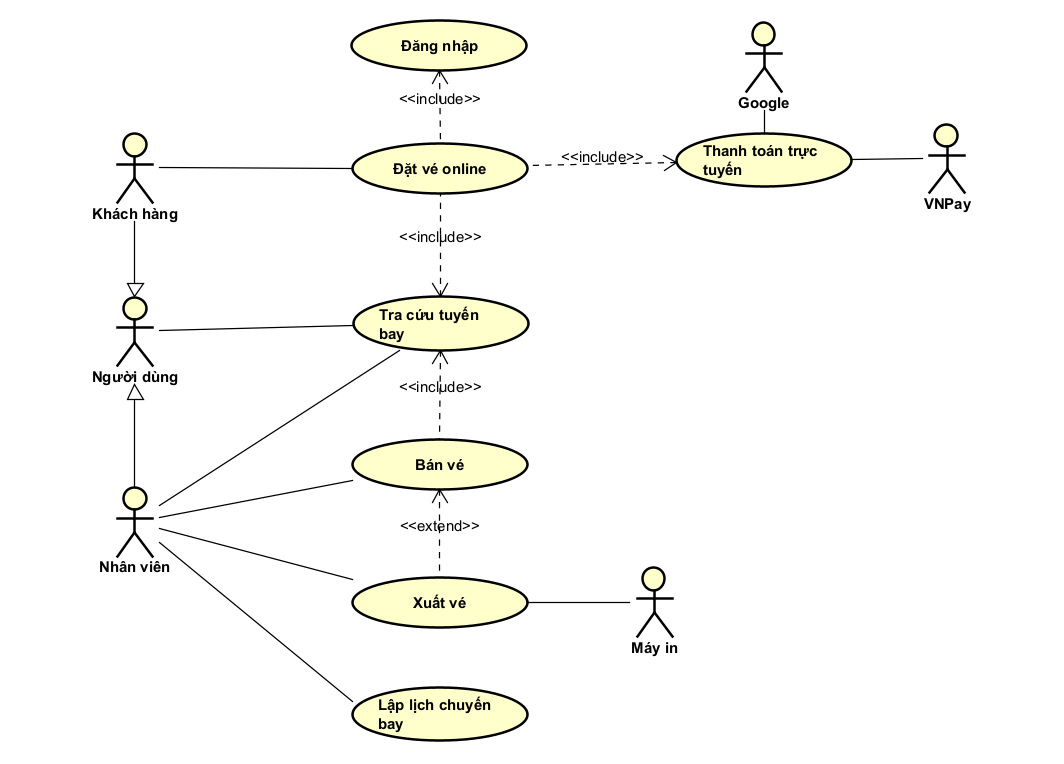 Đăng nhập
<<include>>
Google
Đặt vé online
<<include>>
Thanh toán trực
tuyến
VNPay
Khách hàng
<<include>>
Tra cứu tuyến
bay
Người dùng
<<include>>
Bán vé
<<extend>>
Nhân viên
Xuất vé
Máy in
Lập lịch chuyến
bay